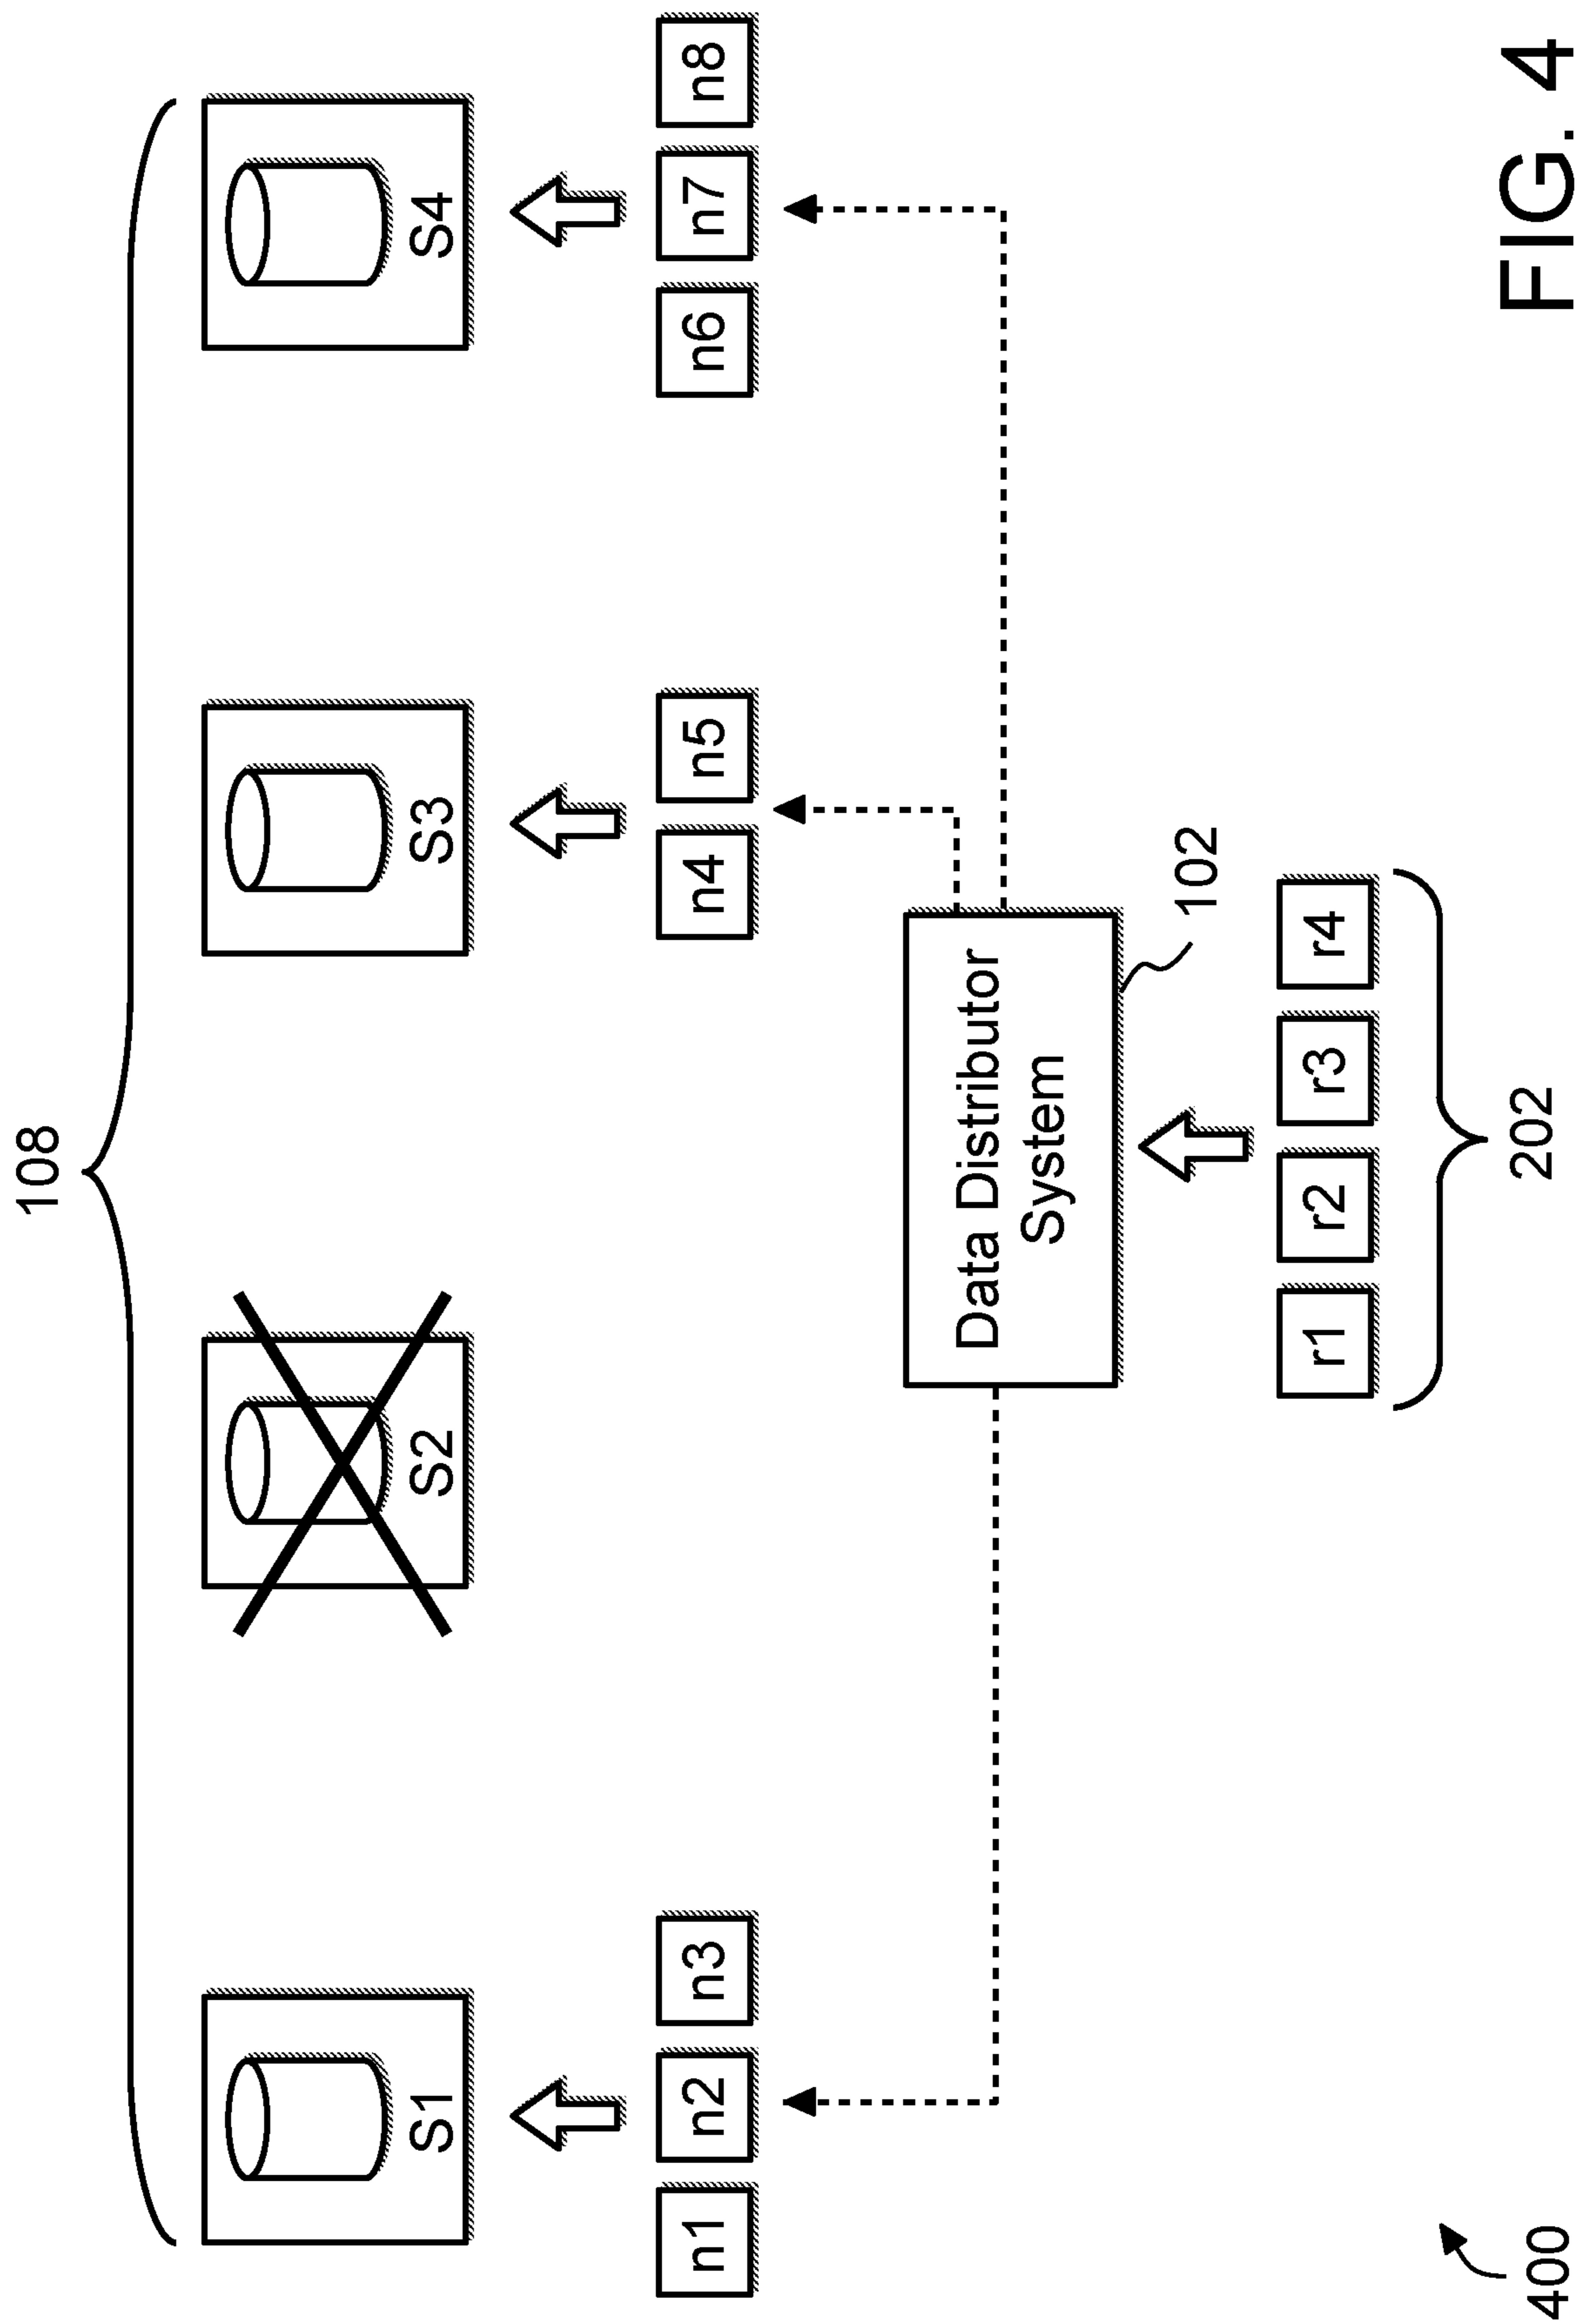 108
S1
S2
S3
S4
n1
n2
n3
n4
n5
n6
n7
n8
Data Distributor
System
102
r1
r2
r3
r4
202
400
FIG. 4